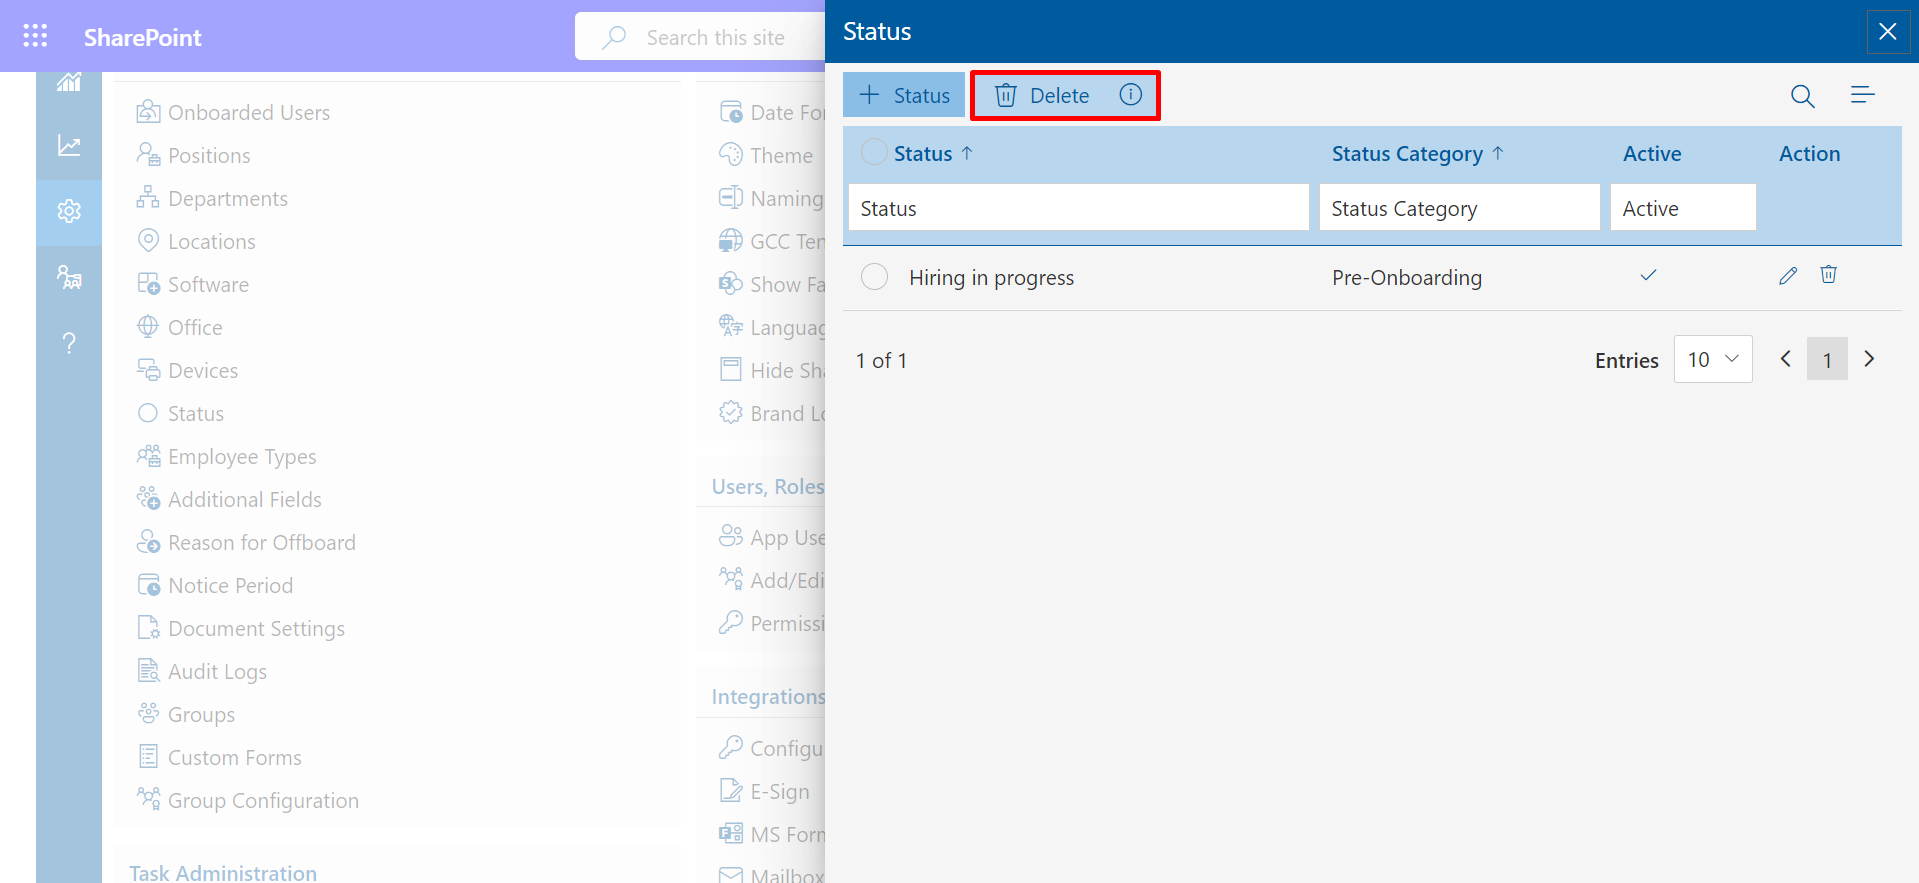 SharePoint
Search this site
Onboarded Users
Positions
Departments
Locations
Software
Office
Devices
Status
Employee Types
Additional Fields
Reason for Offboard
Notice Period
Document Settings
Audit Logs
Groups
Custom Forms
Group Configuration
Task Administration
Date For
Theme
Naming
GCC Ten
Show Fa
Languag
Hide Sha
Brand Lo
Users, Roles
App Use
Add/Edi
Permissi
Integrations
Configu
E-Sign
MS Form
Mailbox
Status
Status
Delete
Status Status Category Active Action
Status Status Category Active
Hiring in progress Pre-Onboarding
1 of 1 Entries 10 1